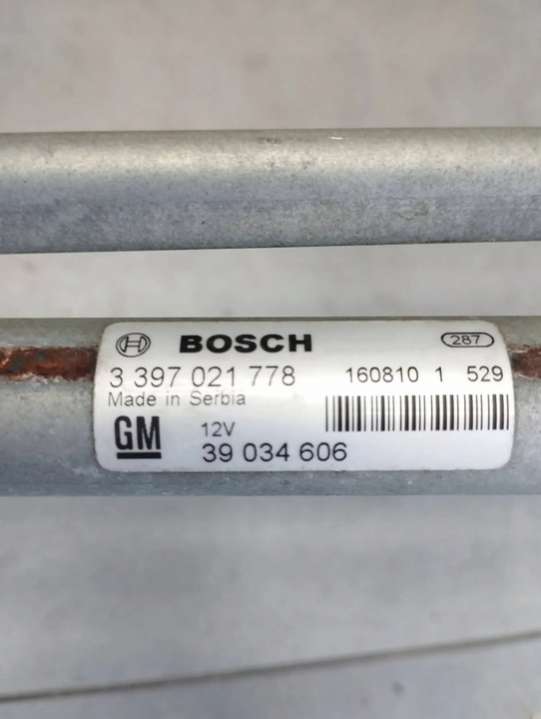 BOSCH 287
3 397 021 778 160810 1 529
Made in Serbia
GM 12V
39 034 606